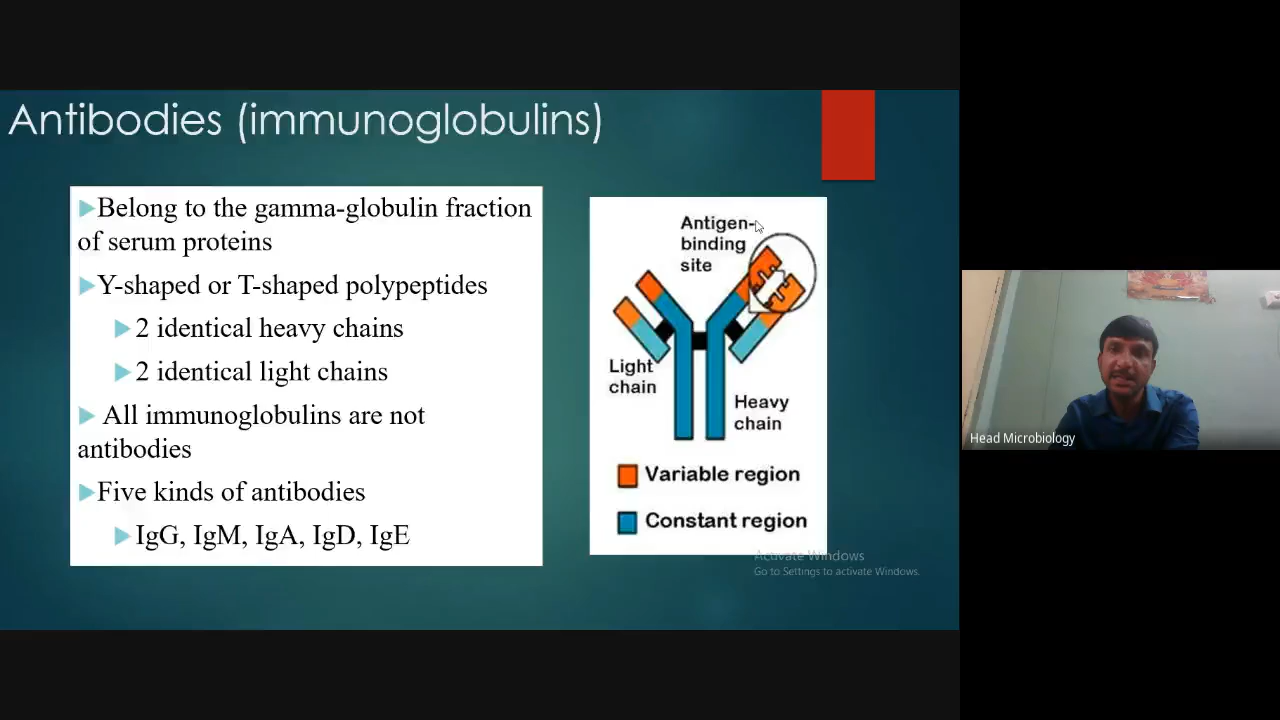 Antibodies (immunoglobulins)
Belong to the gamma-globulin fraction
of serum proteins
Y-shaped or T-shaped polypeptides
2 identical heavy chains
2 identical light chains
All immunoglobulins are not
antibodies
Five kinds of antibodies
IgG, IgM, IgA, IgD, IgE
Antigen-
binding
site
Light
chain
Heavy
chain
Variable region
Constant region
Activate Windows
Go to Settings to activate Windows.
Head Microbiology